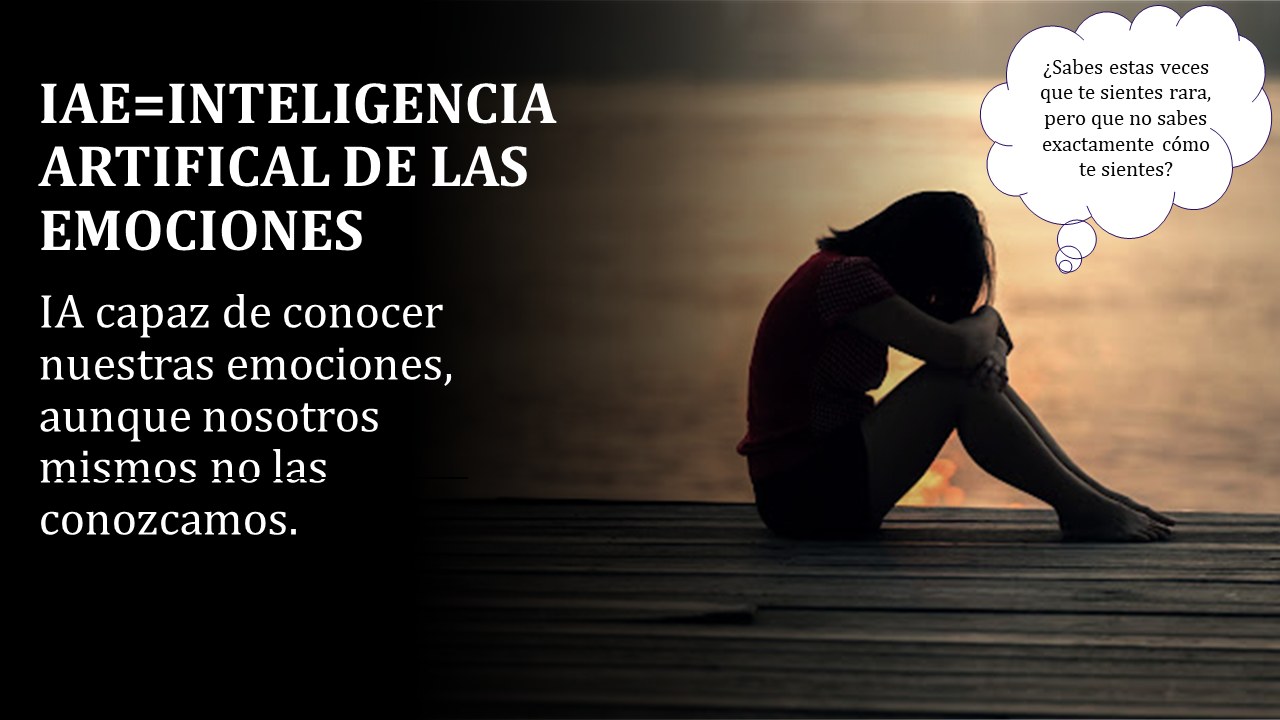 IAE=INTELIGENCIA
ARTIFICAL DE LAS
EMOCIONES
IA capaz de conocer
nuestras emociones,
aunque nosotros
mismos no las
conozcamos.
¿Sabes estas veces
que te sientes rara,
pero que no sabes
exactamente cómo
te sientes?